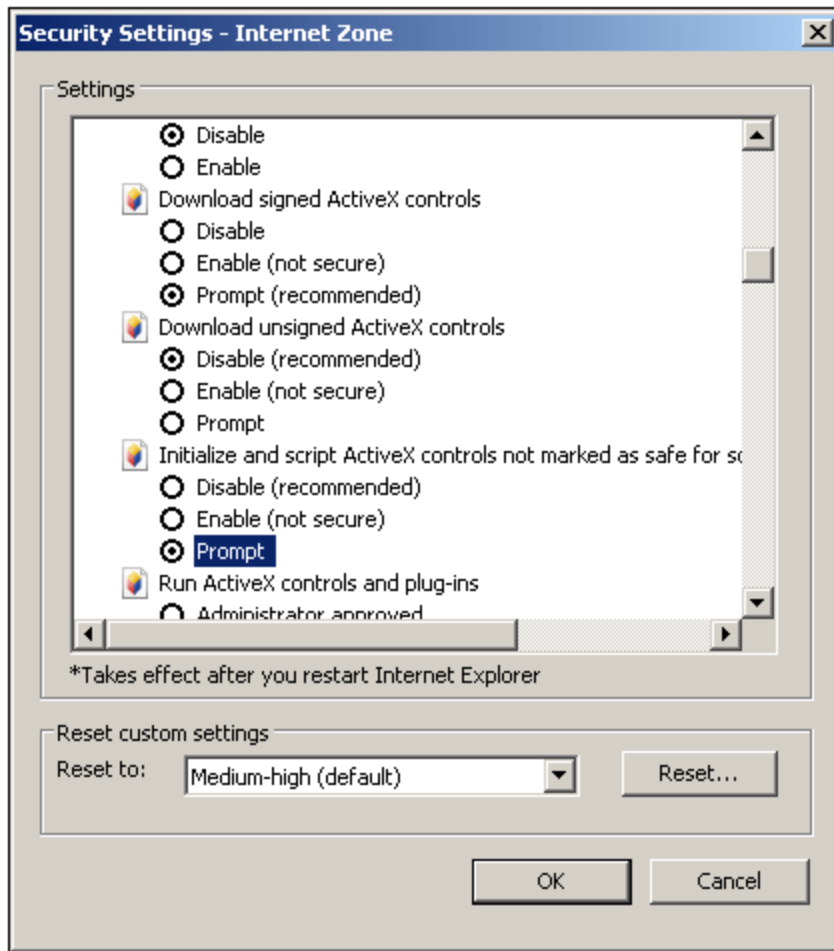 Security Settings - Internet Zone
Settings
Disable
Enable
Download signed ActiveX controls
Disable
Enable (not secure)
Prompt (recommended)
Download unsigned ActiveX controls
Disable (recommended)
Enable (not secure)
Prompt
Initialize and script ActiveX controls not marked as safe for
Disable (recommended)
Enable (not secure)
Prompt
Run ActiveX controls and plug-ins
Administrator approved
*Takes effect after you restart Internet Explorer
Reset custom settings
Reset to: Medium-high (default) Reset...
OK Cancel